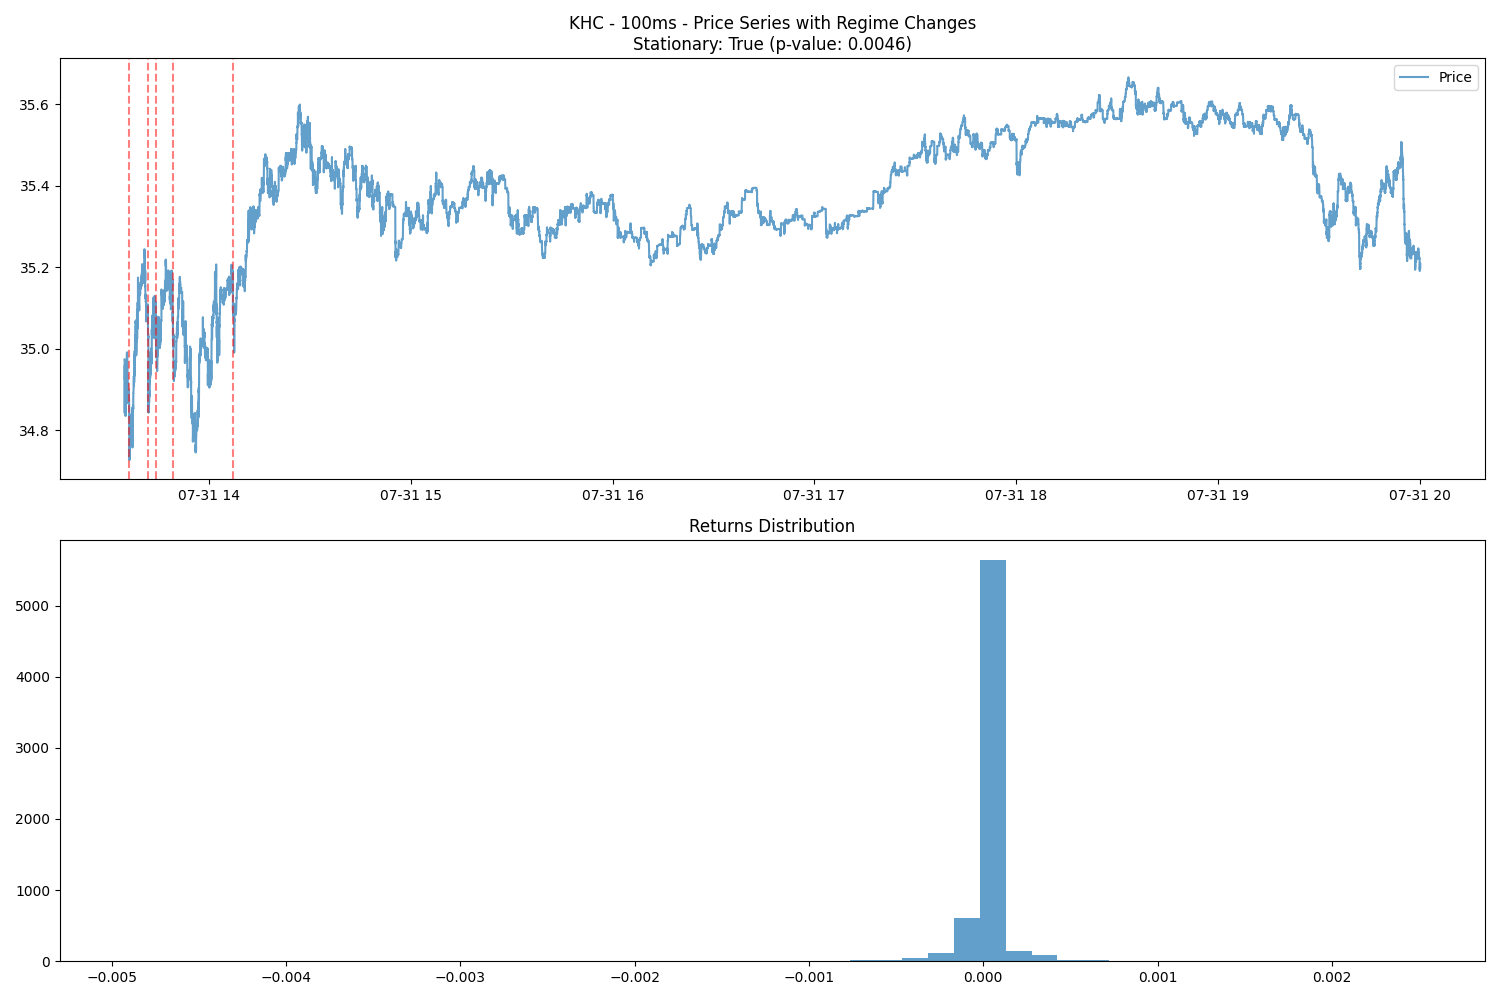 KHC - 100ms - Price Series with Regime Changes
Stationary: True (p-value: 0.0046)
Price
35.6
35.4
35.2
35.0
34.8
07-31 14 07-31 15 07-31 16 07-31 17 07-31 18 07-31 19 07-31 20
Returns Distribution
5000
4000
3000
2000
1000
0
−0.005 −0.004 −0.003 −0.002 −0.001 0.000 0.001 0.002